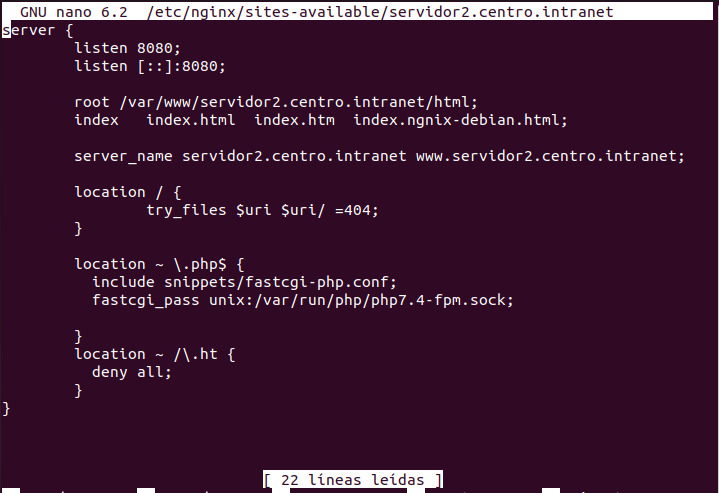 GNU nano 6.2 /etc/nginx/sites-available/servidor2.centro.intranet
server {
listen 8080;
listen [::]:8080;
root /var/www/servidor2.centro.intranet/html;
index index.html index.htm index.ngnix-debian.html;
server_name servidor2.centro.intranet www.servidor2.centro.intranet;
location / {
try_files $uri $uri/ =404;
}
location ~ \.php$ {
include snippets/fastcgi-php.conf;
fastcgi_pass unix:/var/run/php/php7.4-fpm.sock;
}
location ~ /\.ht {
deny all;
}
}
[ 22 líneas leídas ]